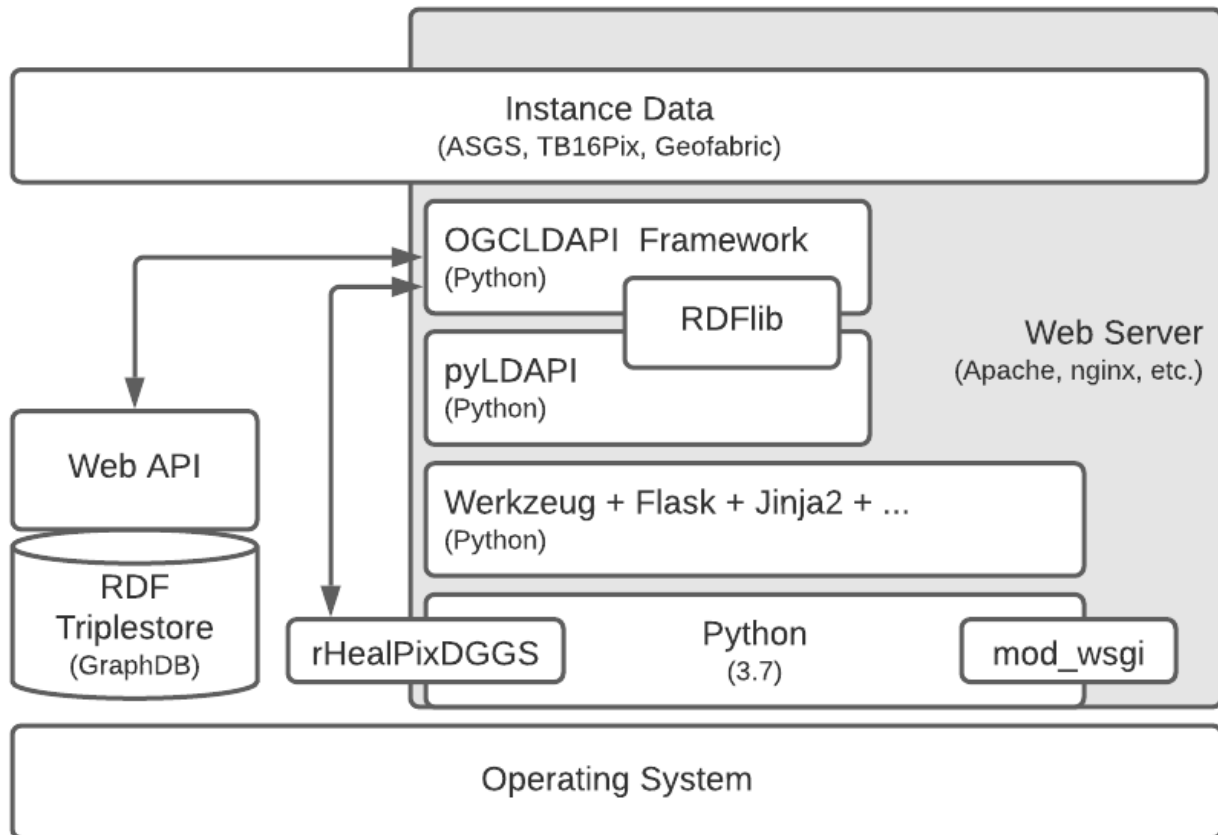 Instance Data
(ASGS, TB16Pix, Geofabric)
OGCLDAPI  Framework
(Python)
RDFlib
pyLDAPI
(Python)
Web Server
(Apache, nginx, etc.)
Web API
Werkzeug + Flask + Jinja2 + ...
(Python)
RDF
Triplestore
(GraphDB)
rHealPixDGGS
Python
(3.7)
mod_wsgi
Operating System